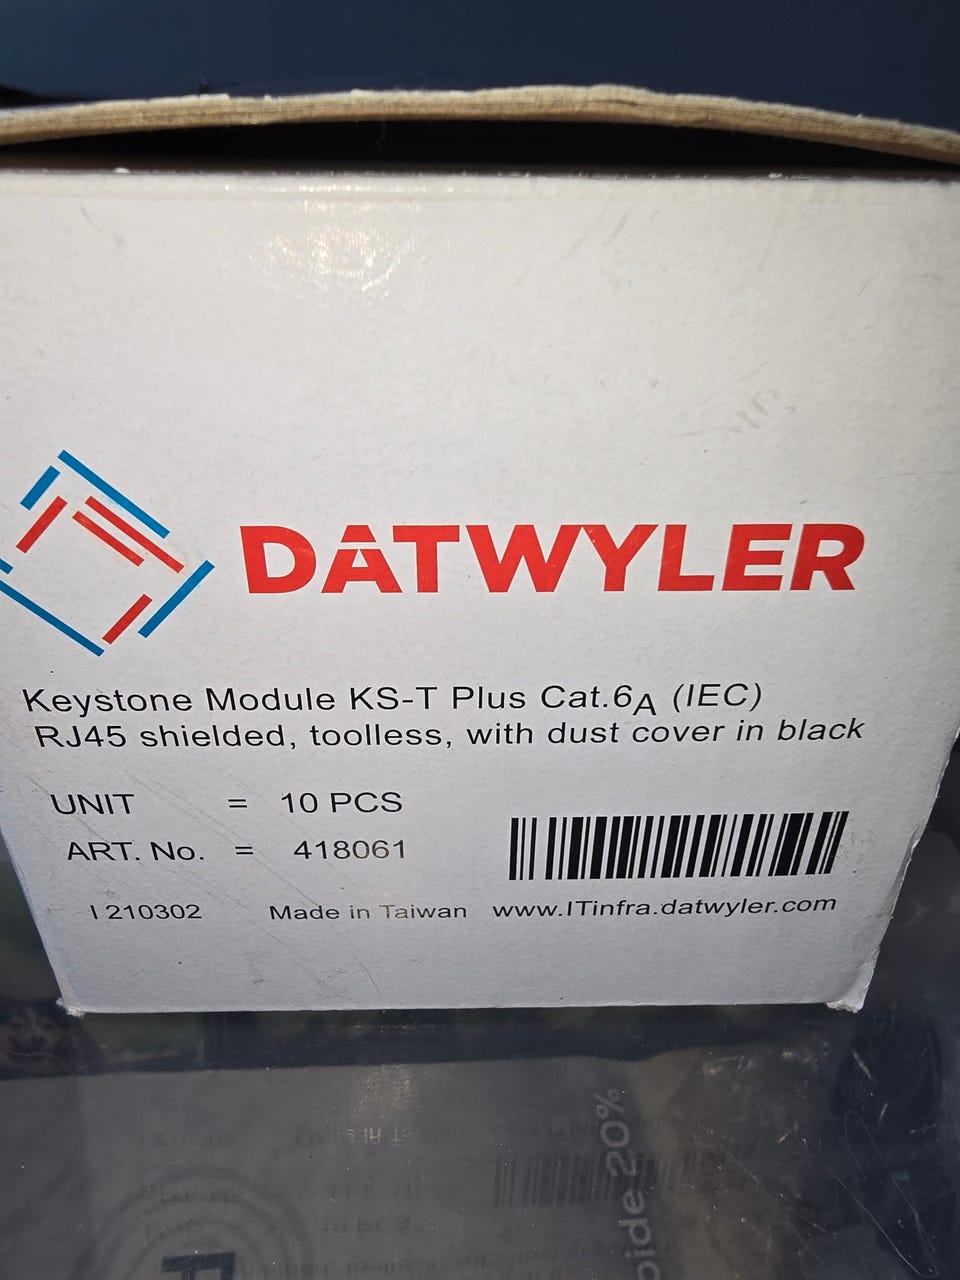 DATWYLER
Keystone Module KS-T Plus Cat.6A (IEC)
RJ45 shielded, toolless, with dust cover in black
UNIT = 10 PCS
ART. No. = 418061
I 210302 Made in Taiwan www.ITinfra.datwyler.com
20%